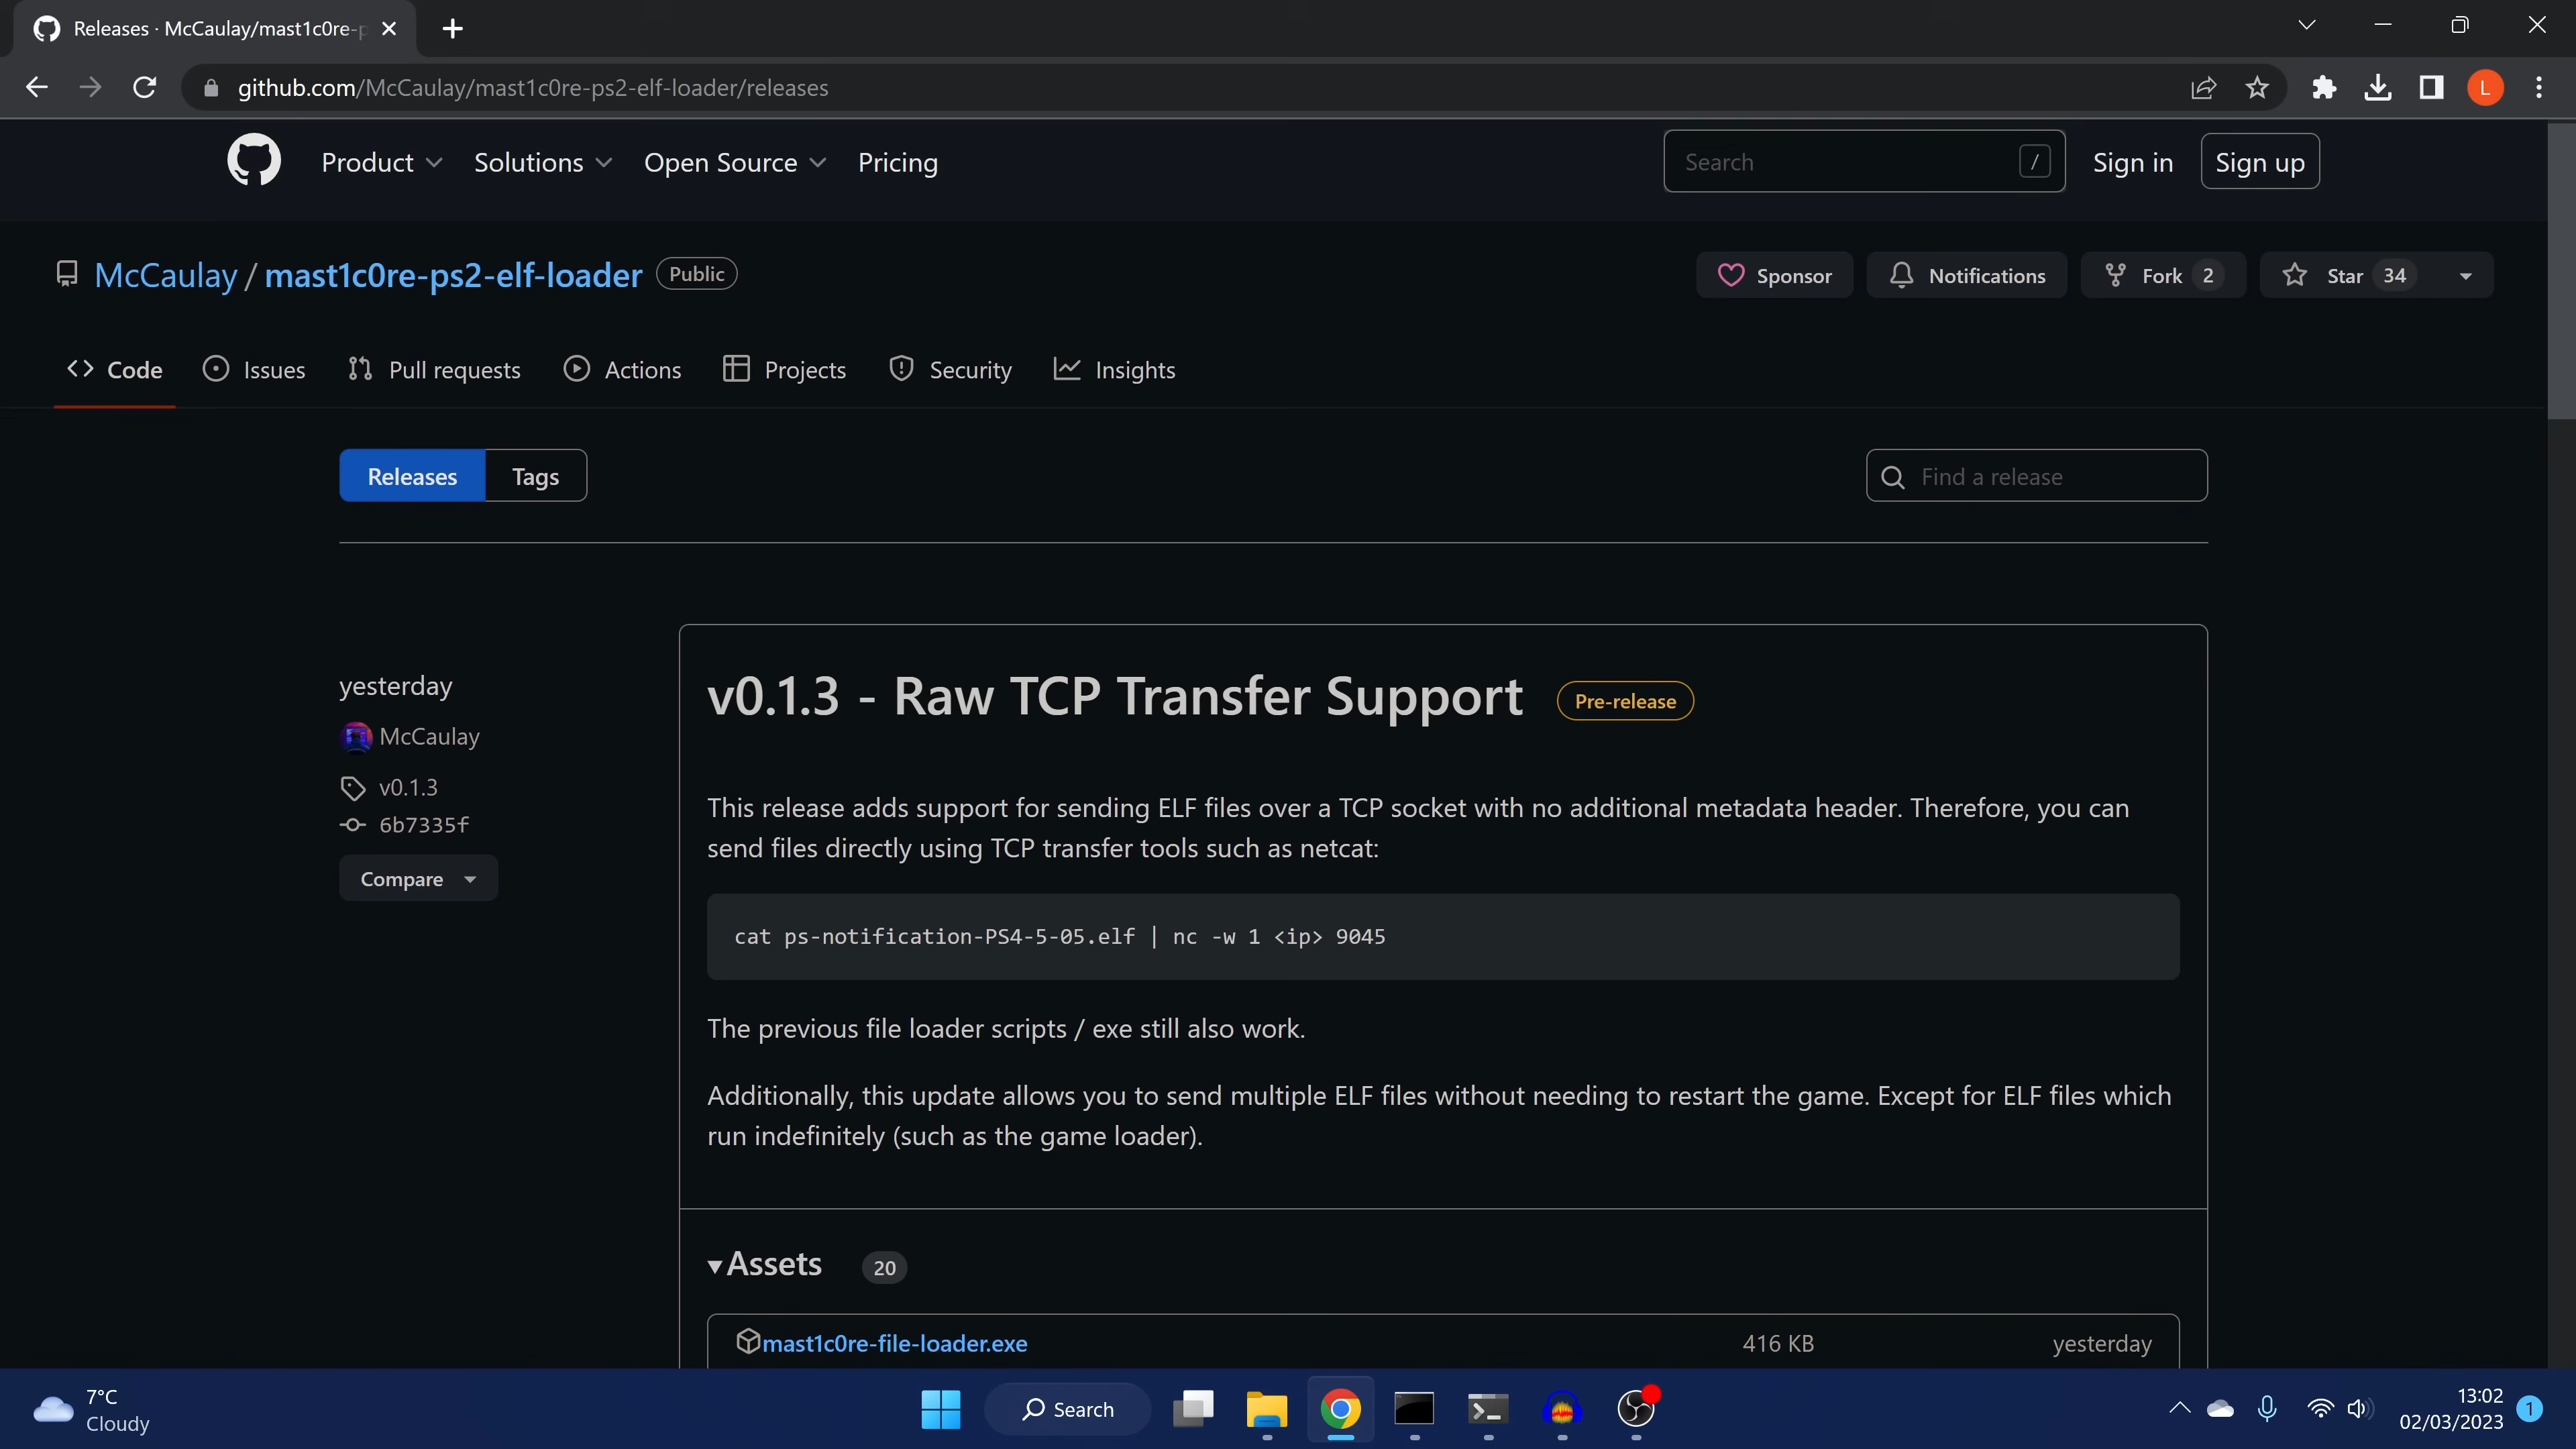 Releases · McCaulay/mast1c0re-p
github.com/McCaulay/mast1c0re-ps2-elf-loader/releases
L
Product
Solutions
Open Source
Pricing
Search
/
Sign in
Sign up
McCaulay / mast1c0re-ps2-elf-loader
Public
Sponsor
Notifications
Fork 2
Star 34
Code
Issues
Pull requests
Actions
Projects
Security
Insights
Releases
Tags
Find a release
yesterday
McCaulay
v0.1.3
6b7335f
Compare
v0.1.3 - Raw TCP Transfer Support
Pre-release
This release adds support for sending ELF files over a TCP socket with no additional metadata header. Therefore, you can
send files directly using TCP transfer tools such as netcat:
cat ps-notification-PS4-5-05.elf | nc -w 1 <ip> 9045
The previous file loader scripts / exe still also work.
Additionally, this update allows you to send multiple ELF files without needing to restart the game. Except for ELF files which
run indefinitely (such as the game loader).
Assets 20
mast1c0re-file-loader.exe
416 KB
yesterday
7°C
Cloudy
Search
13:02
02/03/2023
1